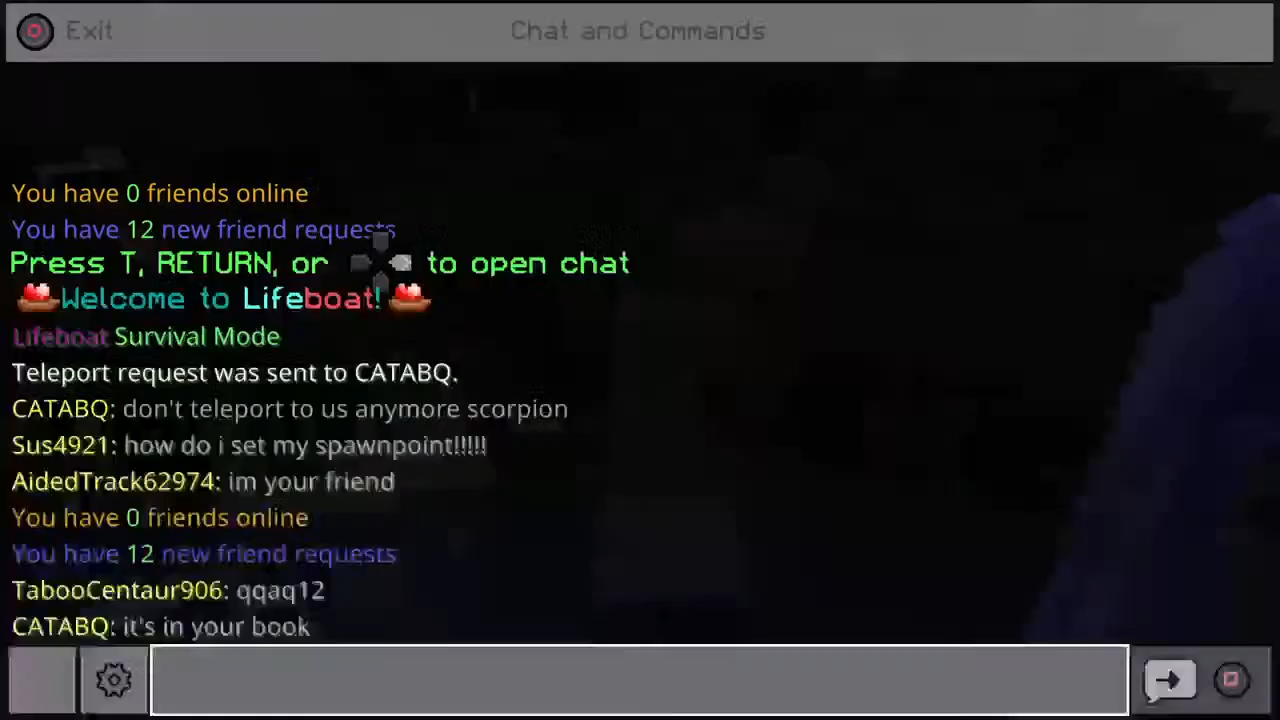 Exit
Chat and Commands
You have 0 friends online
You have 12 new friend requests
Press T, RETURN, or to open chat
Welcome to Lifeboat!
Lifeboat Survival Mode
Teleport request was sent to CATABQ.
CATABQ: don't teleport to us anymore scorpion
Sus4921: how do i set my spawnpoint!!!!!
AidedTrack62974: im your friend
You have 0 friends online
You have 12 new friend requests
TabooCentaur906: qqaq12
CATABQ: it's in your book